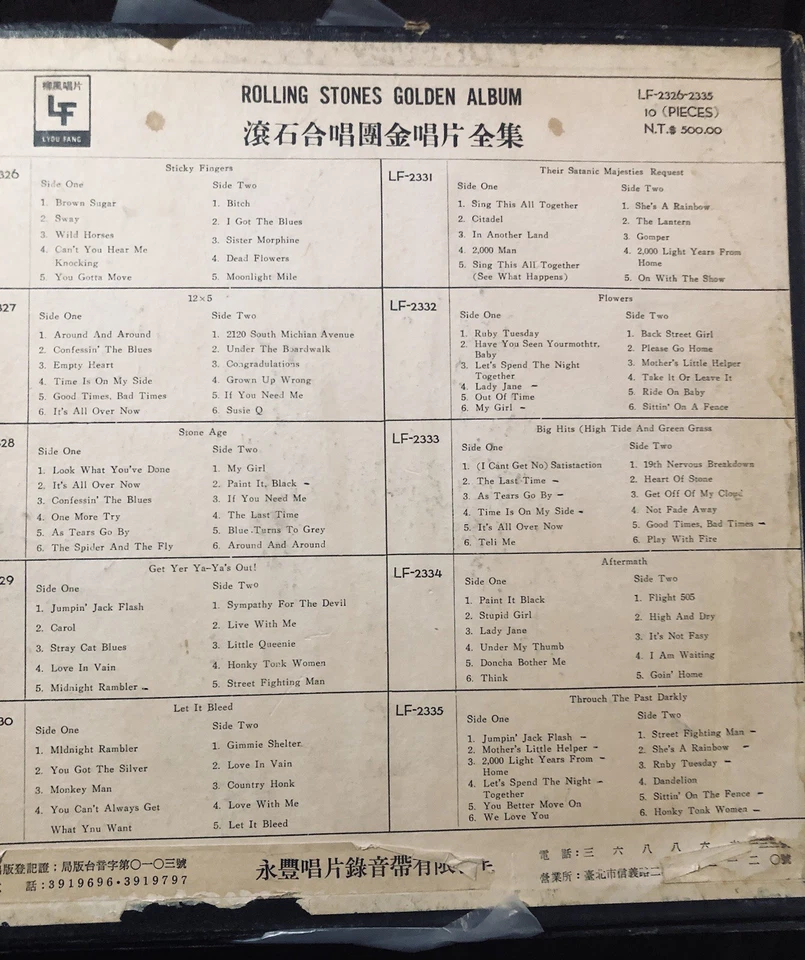 柳風唱片
LF
LYOU FANG
ROLLING STONES GOLDEN ALBUM
滾石合唱團金唱片全集
LF-2326-2335
10 (PIECES)
N.T.$ 500.00
326
Sticky Fingers
Side One
1. Brown Sugar
2. Sway
3. Wild Horses
4. Can't You Hear Me
Knocking
5. You Gotta Move
Side Two
1. Bitch
2. I Got The Blues
3. Sister Morphine
4. Dead Flowers
5. Moonlight Mile
327
12×5
Side One
1. Around And Around
2. Confessin' The Blues
3. Empty Heart
4. Time Is On My Side
5. Good Times, Bad Times
6. It's All Over Now
Side Two
1. 2120 South Michian Avenue
2. Under The Boardwalk
3. Congradulations
4. Grown Up Wrong
5. If You Need Me
6. Susie Q
328
Stone Age
Side One
1. Look What You've Done
2. It's All Over Now
3. Confessin' The Blues
4. One More Try
5. As Tears Go By
6. The Spider And The Fly
Side Two
1. My Girl
2. Paint It, Black -
3. If You Need Me
4. The Last Time
5. Blue Turns To Grey
6. Around And Around
29
Get Yer Ya-Ya's Out!
Side One
1. Jumpin' Jack Flash
2. Carol
3. Stray Cat Blues
4. Love In Vain
5. Midnight Rambler -
Side Two
1. Sympathy For The Devil
2. Live With Me
3. Little Queenie
4. Honky Tonk Women
5. Street Fighting Man
30
Let It Bleed
Side One
1. Midnight Rambler
2. You Got The Silver
3. Monkey Man
4. You Can't Always Get
What Ynu Want
Side Two
1. Gimmie Shelter
2. Love In Vain
3. Country Honk
4. Love With Me
5. Let It Bleed
LF-2331
Their Satanic Majesties Request
Side One
1. Sing This All Together
2. Citadel
3. In Another Land
4. 2,000 Man
5. Sing This All Together
(See What Happens)
Side Two
1. She's A Rainbow
2. The Lantern
3. Gomper
4. 2,000 Light Years From
Home
5. On With The Show
LF-2332
Flowers
Side One
1. Ruby Tuesday
2. Have You Seen Yourmothtr,
Baby
3. Let's Spend The Night
Together
4. Lady Jane -
5. Out Of Time
6. My Girl -
Side Two
1. Back Street Girl
2. Please Go Home
3. Mother's Little Helper
4. Take It Or Leave It
5. Ride On Baby
6. Sittin' On A Fence
LF-2333
Big Hits (High Tide And Green Grass
Side One
1. (I Cant Get No) Satistaction
2. The Last Time -
3. As Tears Go By -
4. Time Is On My Side -
5. It's All Over Now
6. Teli Me
Side Two
1. 19th Nervous Breakdown
2. Heart Of Stone
3. Get Off Of My Cloud
4. Not Fade Away
5. Good Times, Bad Times -
6. Play With Fire
LF-2334
Aftermath
Side One
1. Paint It Black
2. Stupid Girl
3. Lady Jane
4. Under My Thumb
5. Doncha Bother Me
6. Think
Side Two
1. Flight 505
2. High And Dry
3. It's Not Fasy
4. I Am Waiting
5. Goin' Home
LF-2335
Through The Past Darkly
Side One
1. Jumpin' Jack Flash -
2. Mother's Little Helper -
3. 2,000 Light Years From -
Home
4. Let's Spend The Night -
Together
5. You Better Move On
6. We Love You
Side Two
1. Street Fighting Man -
2. She's A Rainbow -
3. Rnby Tuesday -
4. Dandelion
5. Sittin' On The Fence -
6. Honky Tonk Women -
出版登記證：局版台音字第〇一〇三號
話：3919696·3919797
永豐唱片錄音帶有限
電話：三六八八六
營業所：臺北市信義路二
一二〇號